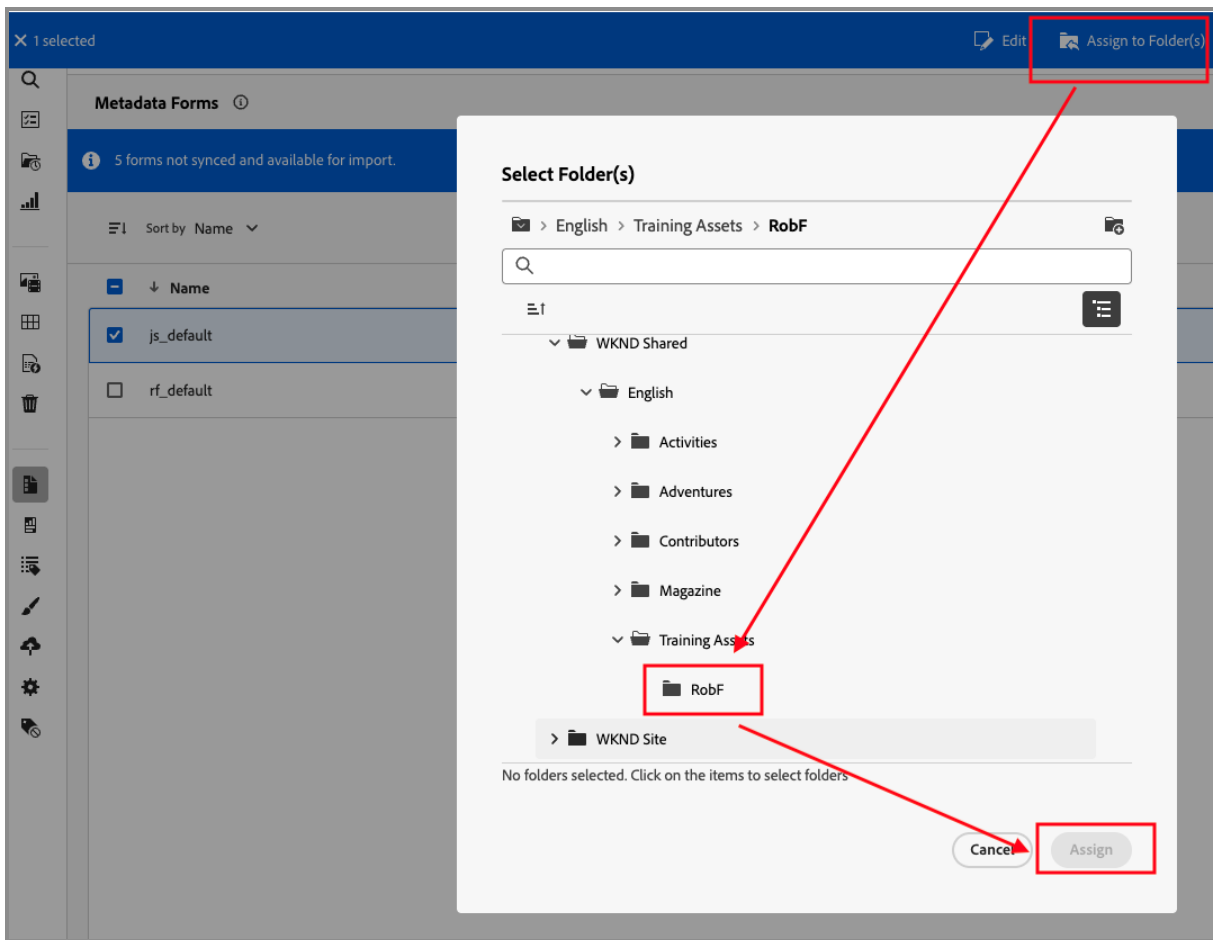 1 selected
Edit
Assign to Folder(s)
Metadata Forms
5 forms not synced and available for import.
Sort by Name
Name
js_default
rf_default
Select Folder(s)
English > Training Assets > RobF
WKND Shared
English
Activities
Adventures
Contributors
Magazine
Training Assets
RobF
WKND Site
No folders selected. Click on the items to select folders
Cancel
Assign